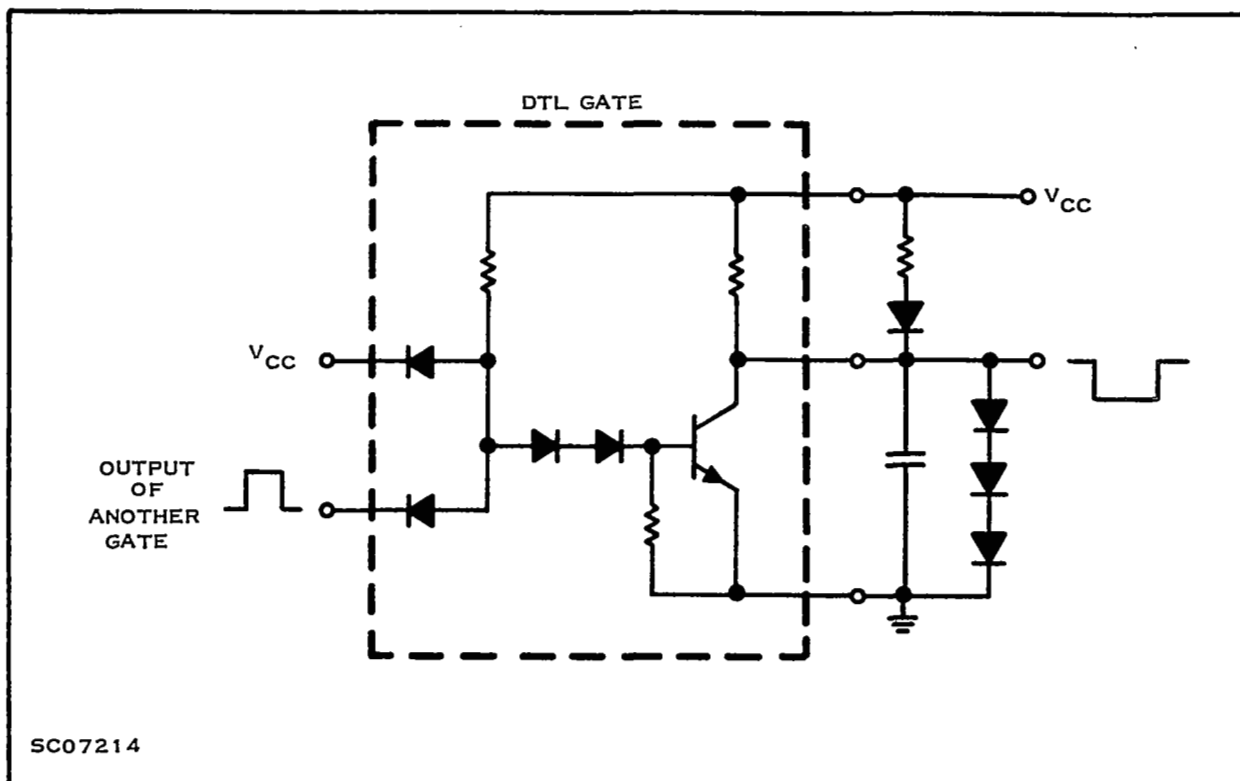 DTL GATE
VCC
VCC
OUTPUT
OF
ANOTHER
GATE
SC07214